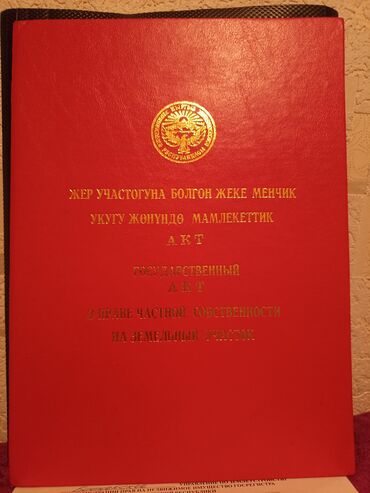 ЖЕР УЧАСТОГУНА БОЛГОН ЖЕКЕ МЕНЧИК
УКУГУ ЖӨНҮНДӨ МАМЛЕКЕТТИК
АКТ
ГОСУДАРСТВЕННЫЙ
АКТ
О ПРАВЕ ЧАСТНОЙ СОБСТВЕННОСТИ
НА ЗЕМЕЛЬНЫЙ УЧАСТОК